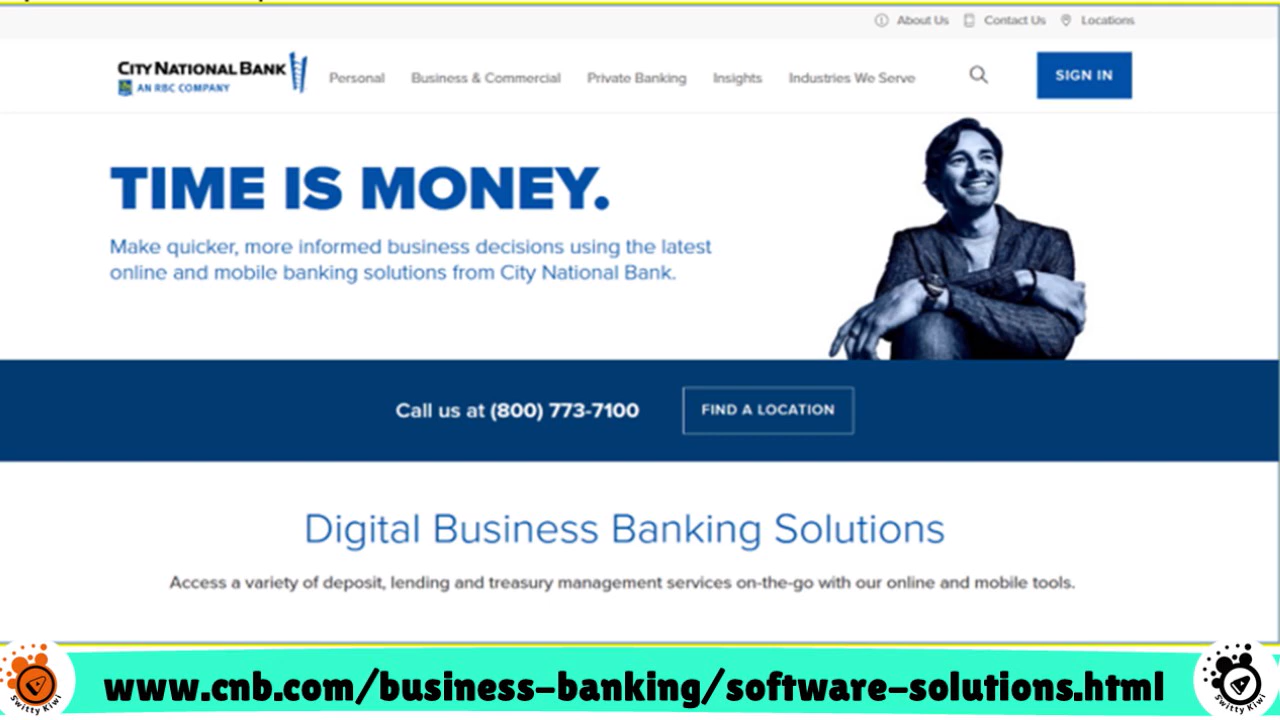 About Us Contact Us Locations
CITY NATIONAL BANK
AN RBC COMPANY
Personal Business & Commercial Private Banking Insights Industries We Serve
SIGN IN
TIME IS MONEY.
Make quicker, more informed business decisions using the latest
online and mobile banking solutions from City National Bank.
Call us at (800) 773-7100
FIND A LOCATION
Digital Business Banking Solutions
Access a variety of deposit, lending and treasury management services on-the-go with our online and mobile tools.
www.cnb.com/business-banking/software-solutions.html
Switty Kiwi
Switty Kiwi